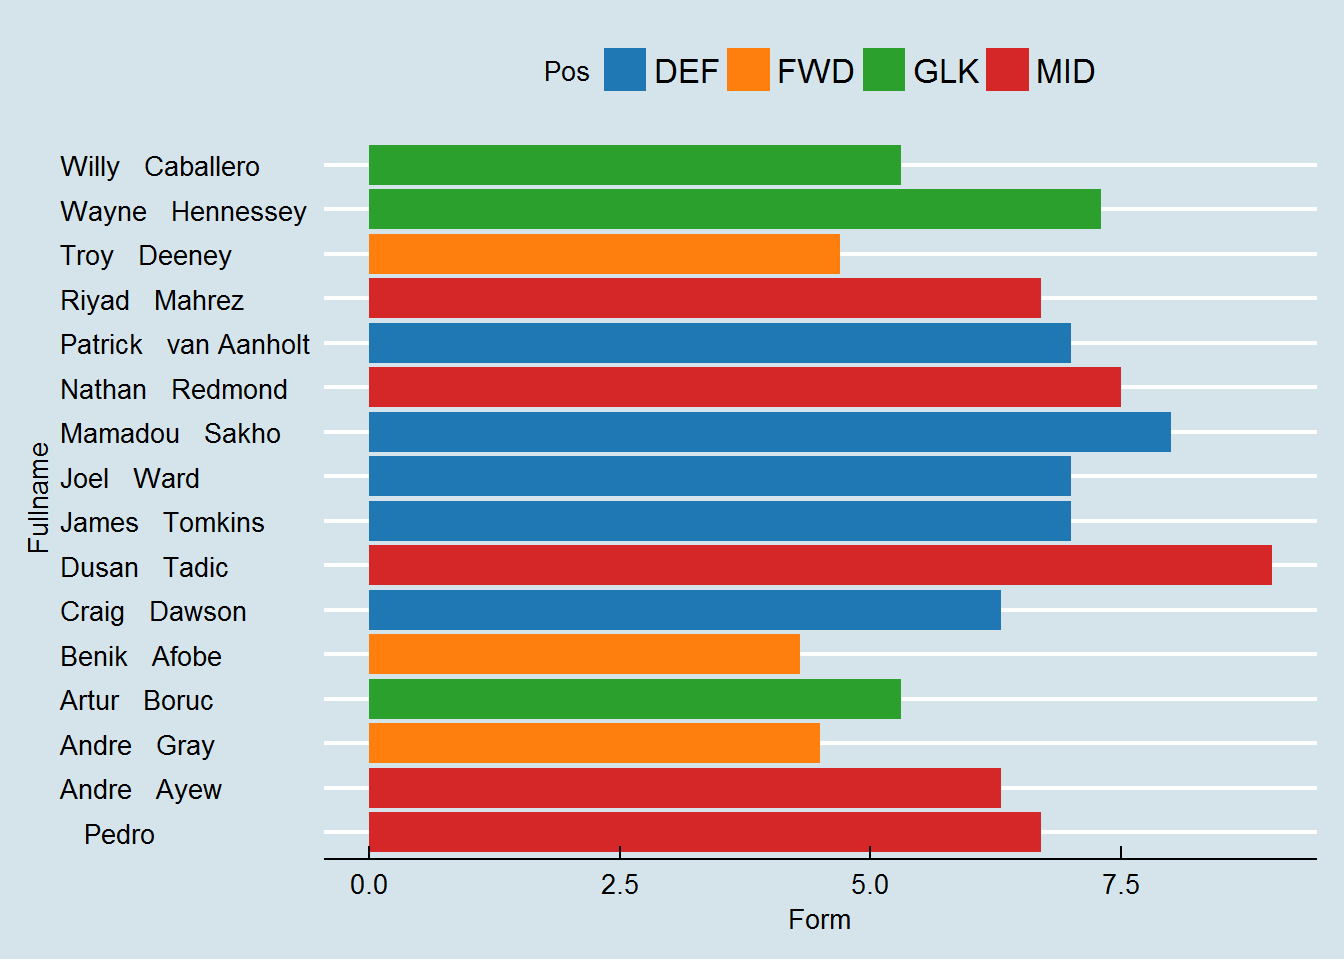 Pos DEF FWD GLK MID
Willy Caballero
Wayne Hennessey
Troy Deeney
Riyad Mahrez
Patrick van Aanholt
Nathan Redmond
Mamadou Sakho
Joel Ward
James Tomkins
Dusan Tadic
Craig Dawson
Benik Afobe
Artur Boruc
Andre Gray
Andre Ayew
Pedro
Fullname
0.0 2.5 5.0 7.5
Form